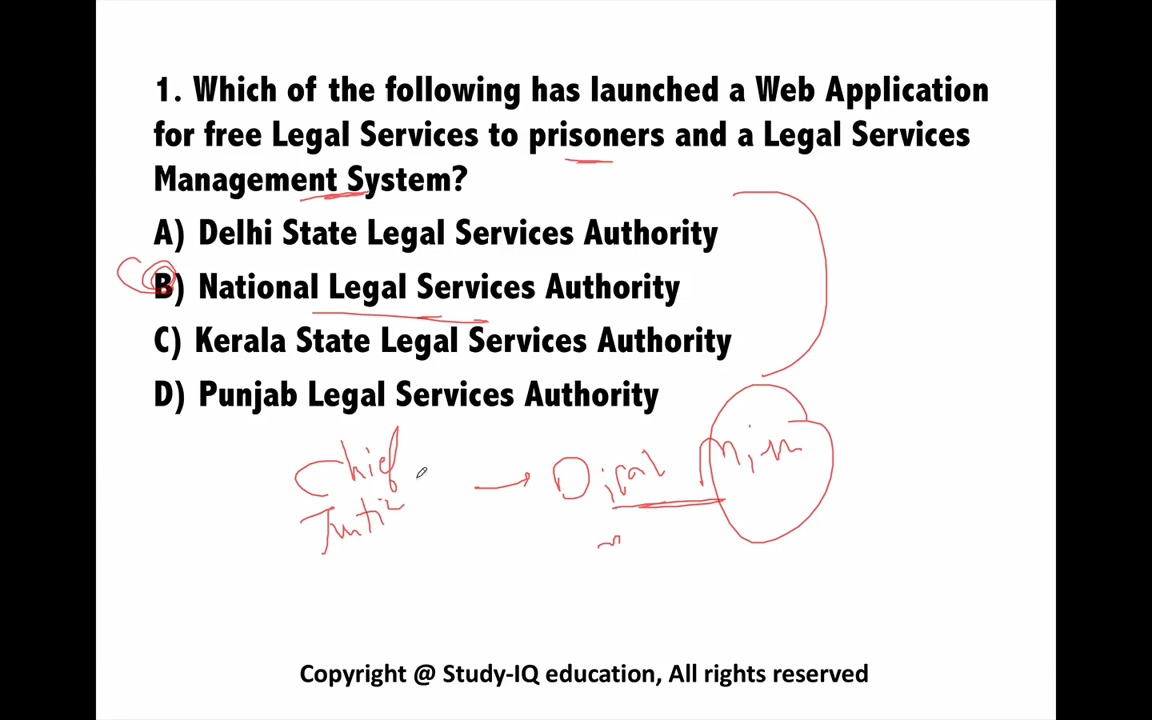 1. Which of the following has launched a Web Application
for free Legal Services to prisoners and a Legal Services
Management System?
A) Delhi State Legal Services Authority
B) National Legal Services Authority
C) Kerala State Legal Services Authority
D) Punjab Legal Services Authority
Chief
Copyright @ Study-IQ education, All rights reserved